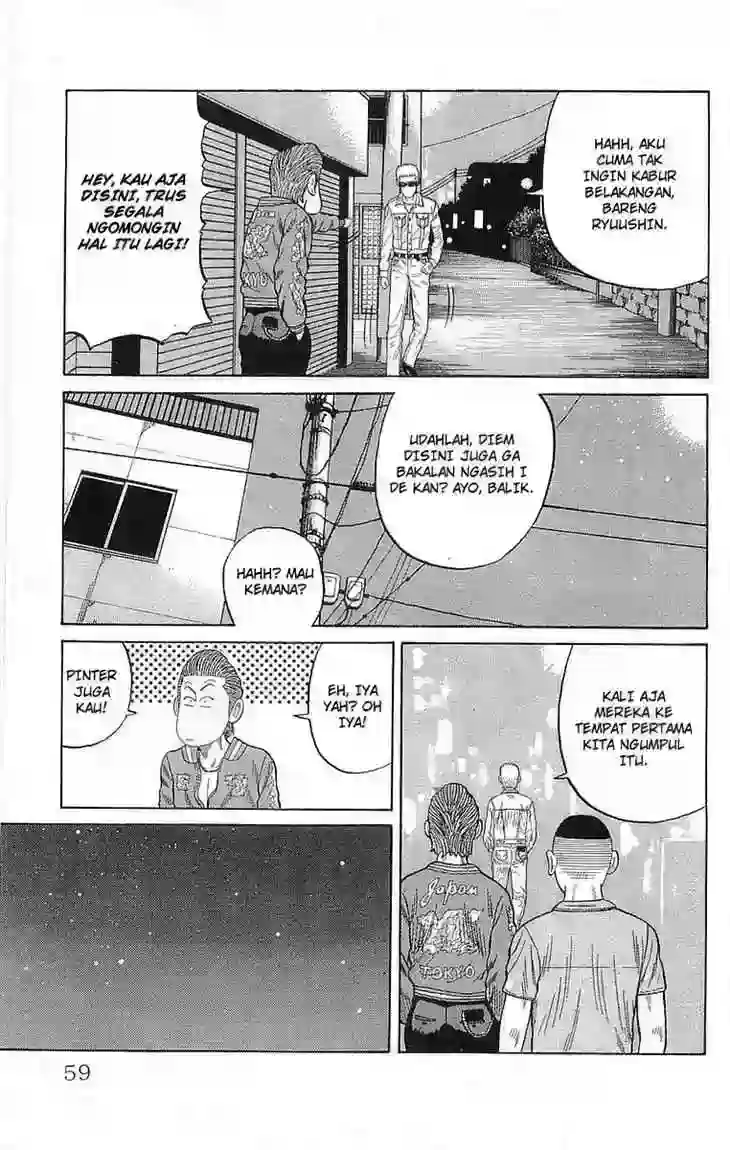 HAHH, AKU
CUMA TAK
INGIN KABUR
BELAKANGAN,
BARENG
RYUUSHIN.
HEY, KAU AJA
DISINI, TRUS
SEGALA
NGOMONGIN
HAL ITU LAGI!
UDAHLAH, DIEM
DISINI JUGA GA
BAKALAN NGASIH I
DE KAN? AYO, BALIK.
HAHH? MAU
KEMANA?
KALI AJA
MEREKA KE
TEMPAT PERTAMA
KITA NGUMPUL
ITU.
EH, IYA
YAH? OH
IYA!
PINTER
JUGA
KAU!
Japan
TOKYO
59